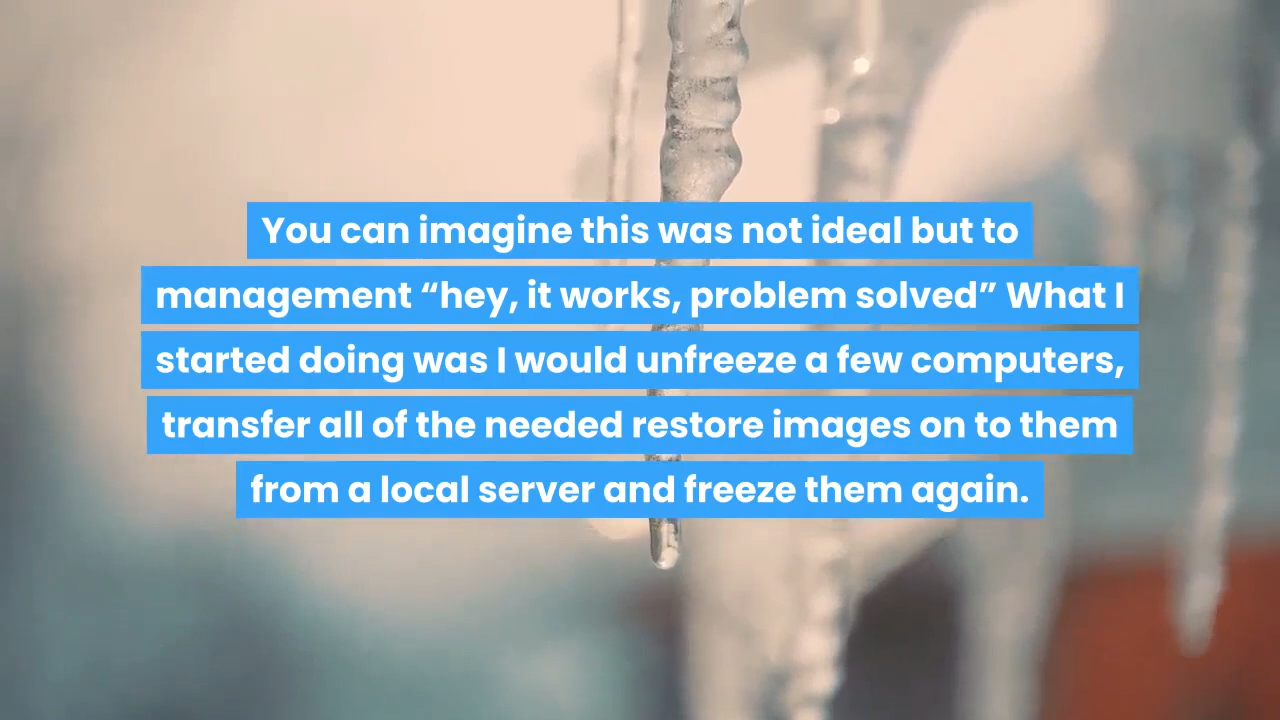 You can imagine this was not ideal but to
management “hey, it works, problem solved” What I
started doing was I would unfreeze a few computers,
transfer all of the needed restore images on to them
from a local server and freeze them again.